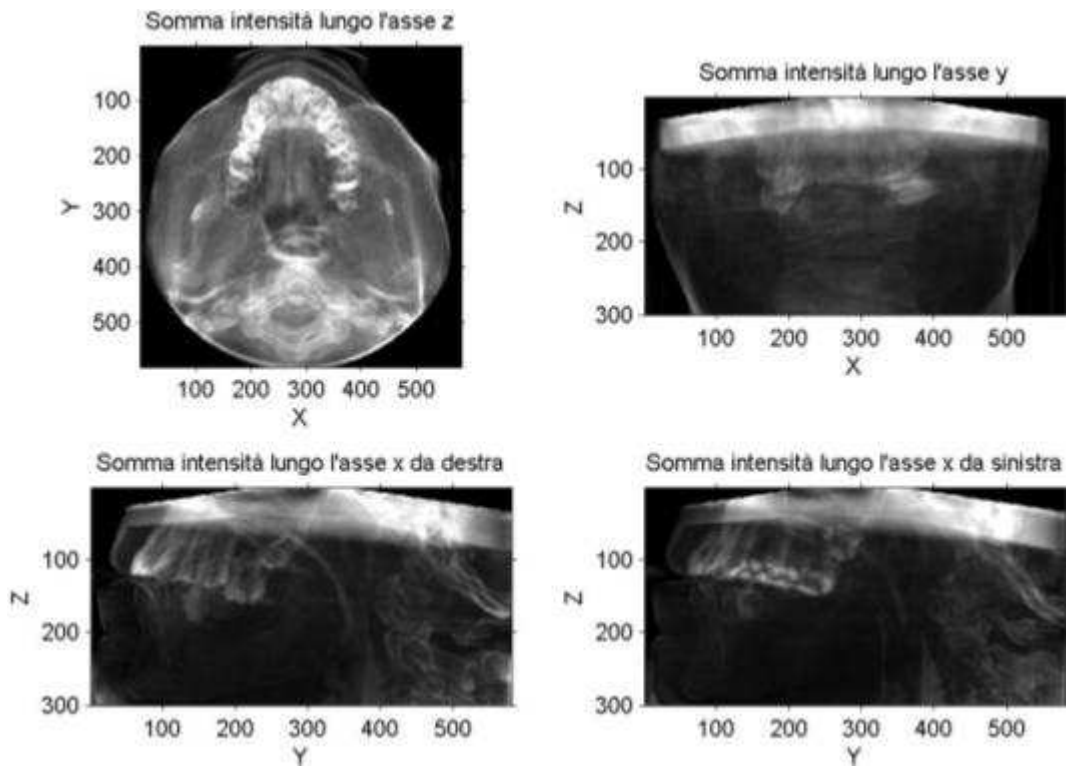 Somma intensità lungo l'asse z
100
200
300
400
500
Y
100 200 300 400 500
X
Somma intensità lungo l'asse y
100
200
300
Z
100 200 300 400 500
X
Somma intensità lungo l'asse x da destra
100
200
300
Z
100 200 300 400 500
Y
Somma intensità lungo l'asse x da sinistra
100
200
300
Z
100 200 300 400 500
Y